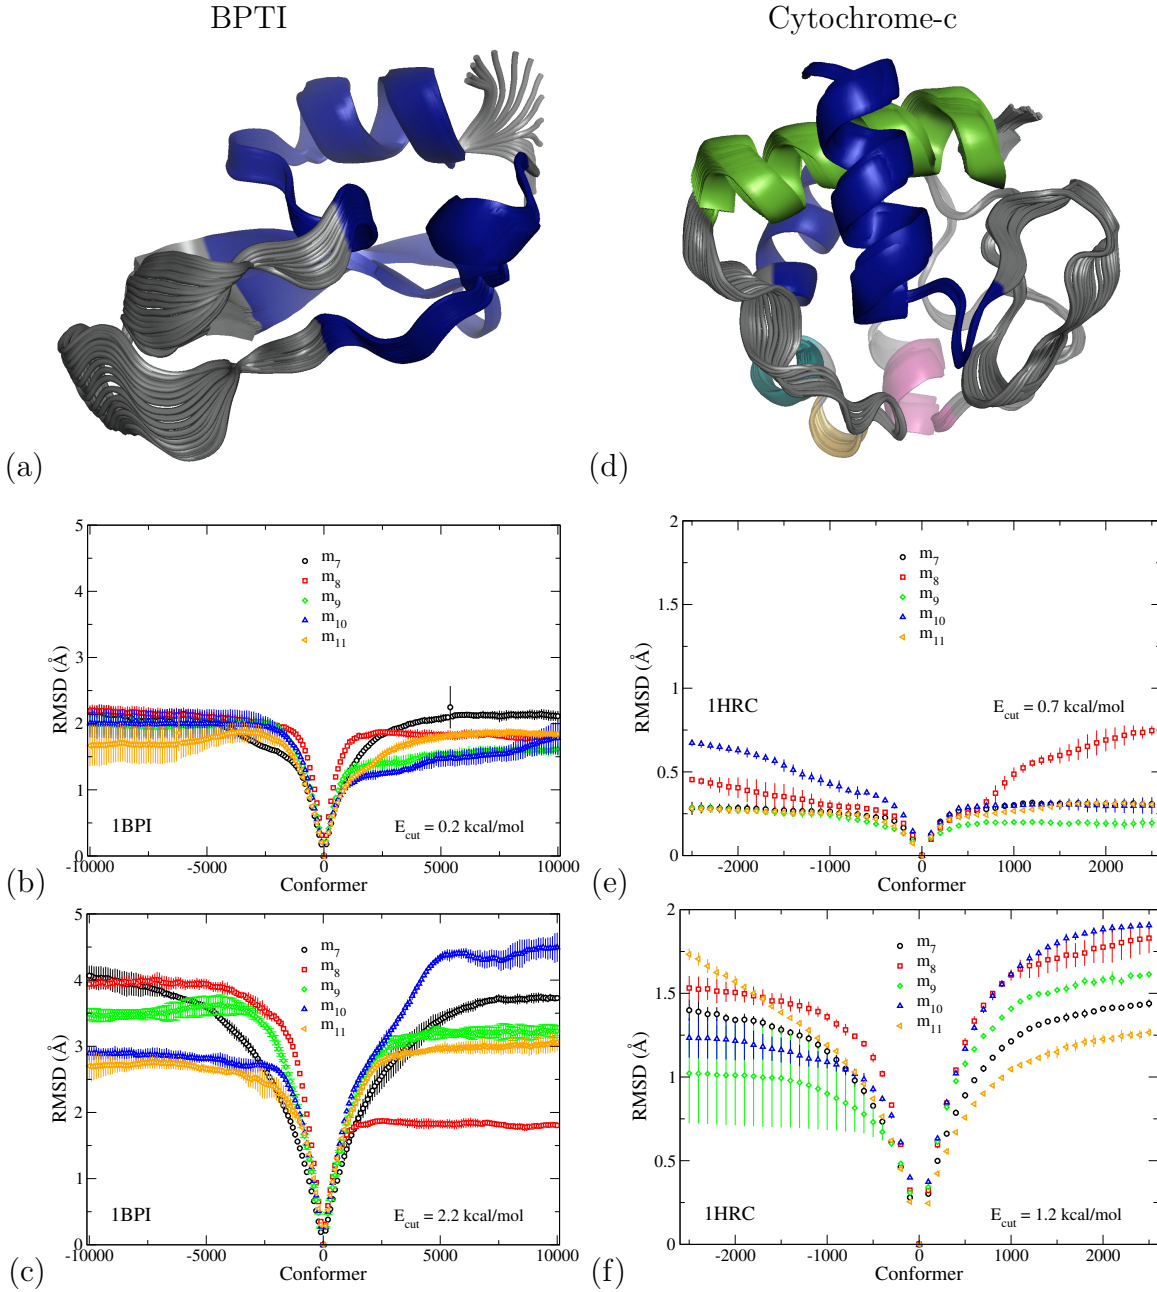 BPTI
Cytochrome-c
(a)
(d)
5
4
3
2
1
0
RMSD (Å)
m7
m8
m9
m10
m11
1BPI
Ecut = 0.2 kcal/mol
-10000
-5000
0
5000
10000
Conformer
(b)
2
1.5
1
0.5
0
RMSD (Å)
m7
m8
m9
m10
m11
1HRC
Ecut = 0.7 kcal/mol
-2000
-1000
0
1000
2000
Conformer
(e)
5
4
3
2
1
0
RMSD (Å)
m7
m8
m9
m10
m11
1BPI
Ecut = 2.2 kcal/mol
-10000
-5000
0
5000
10000
Conformer
(c)
2
1.5
1
0.5
0
RMSD (Å)
m7
m8
m9
m10
m11
1HRC
Ecut = 1.2 kcal/mol
-2000
-1000
0
1000
2000
Conformer
(f)